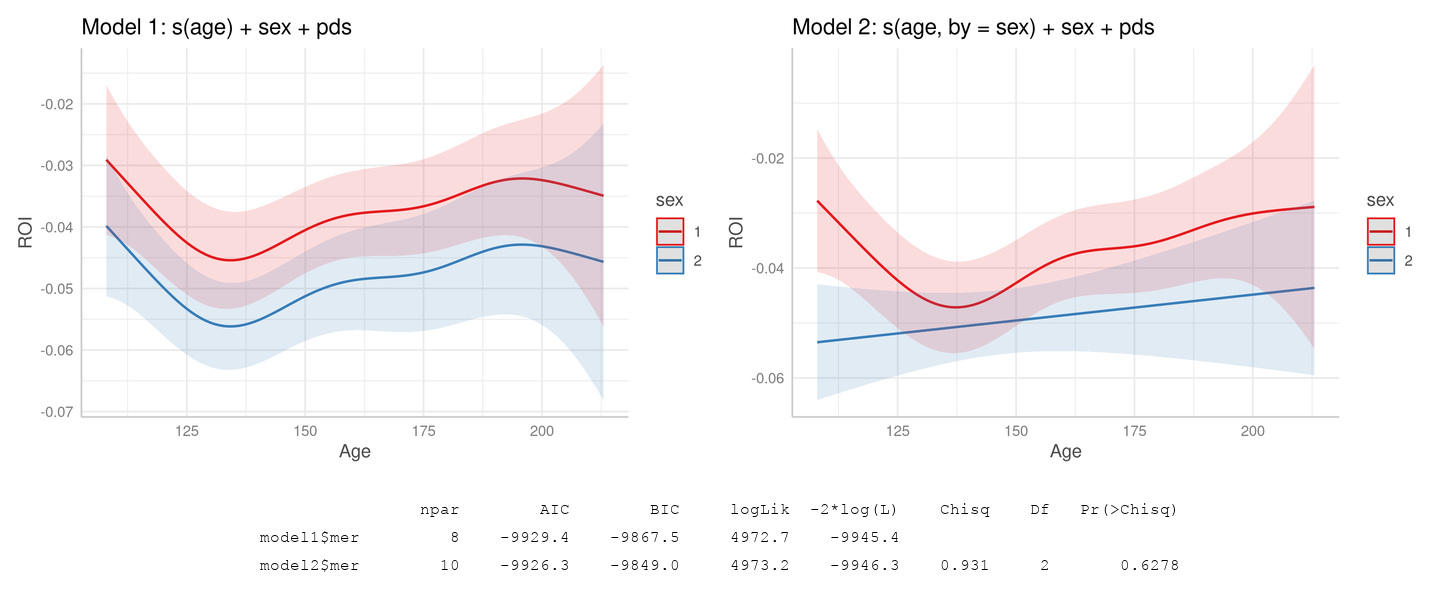 Model 1: s(age) + sex + pds
-0.02
-0.03
-0.04
-0.05
-0.06
-0.07
ROI
125 150 175 200
Age
sex
1
2
Model 2: s(age, by = sex) + sex + pds
-0.02
-0.04
-0.06
ROI
125 150 175 200
Age
sex
1
2
npar AIC BIC logLik -2*log(L) Chisq Df Pr(>Chisq)
model1$mer 8 -9929.4 -9867.5 4972.7 -9945.4
model2$mer 10 -9926.3 -9849.0 4973.2 -9946.3 0.931 2 0.6278